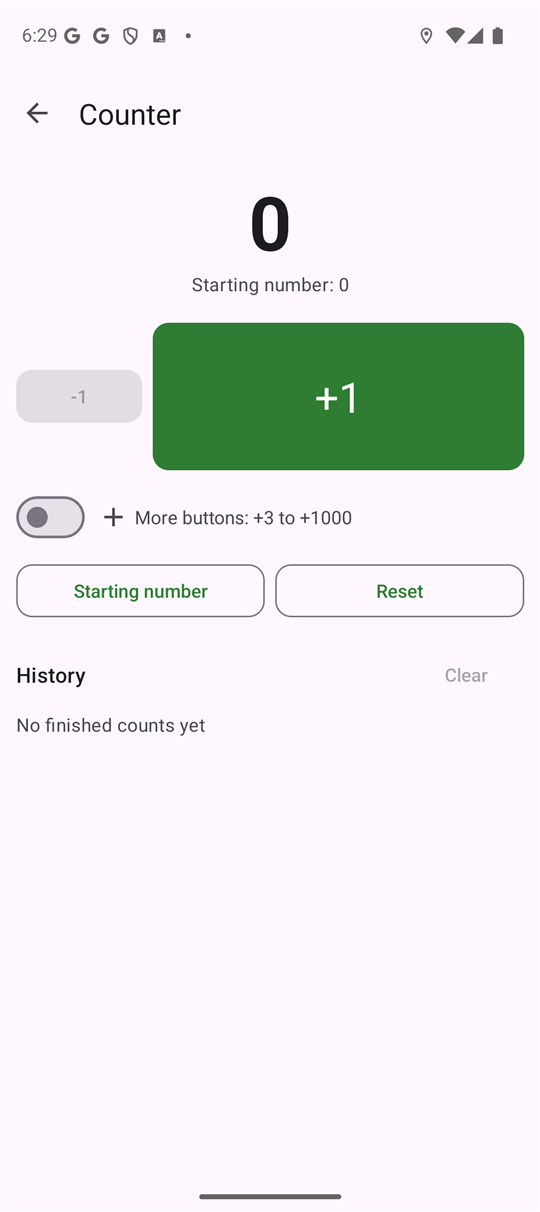 6:29
Counter
0
Starting number: 0
-1
+1
More buttons: +3 to +1000
Starting number
Reset
History
Clear
No finished counts yet